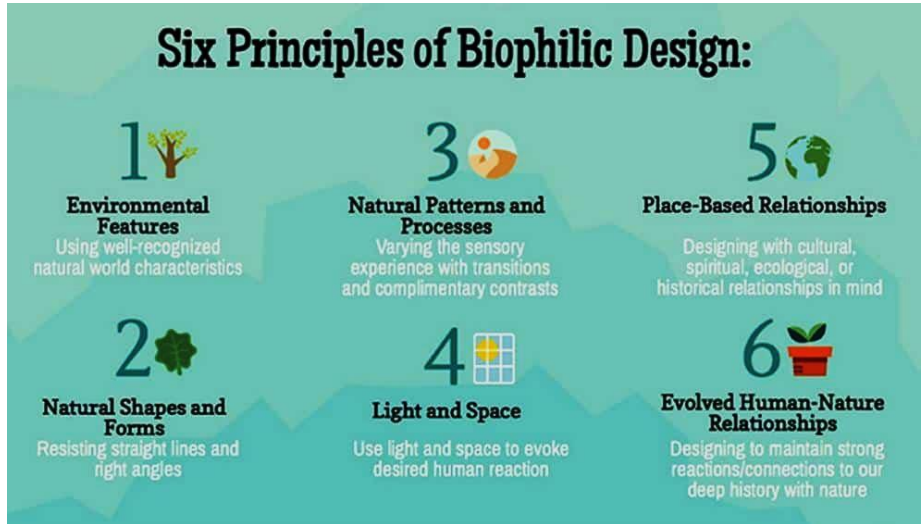 Six Principles of Biophilic Design:
1
Environmental
Features
Using well-recognized
natural world characteristics
2
Natural Shapes and
Forms
Resisting straight lines and
right angles
3
Natural Patterns and
Processes
Varying the sensory
experience with transitions
and complimentary contrasts
4
Light and Space
Use light and space to evoke
desired human reaction
5
Place-Based Relationships
Designing with cultural,
spiritual, ecological, or
historical relationships in mind
6
Evolved Human-Nature
Relationships
Designing to maintain strong
reactions/connections to our
deep history with nature